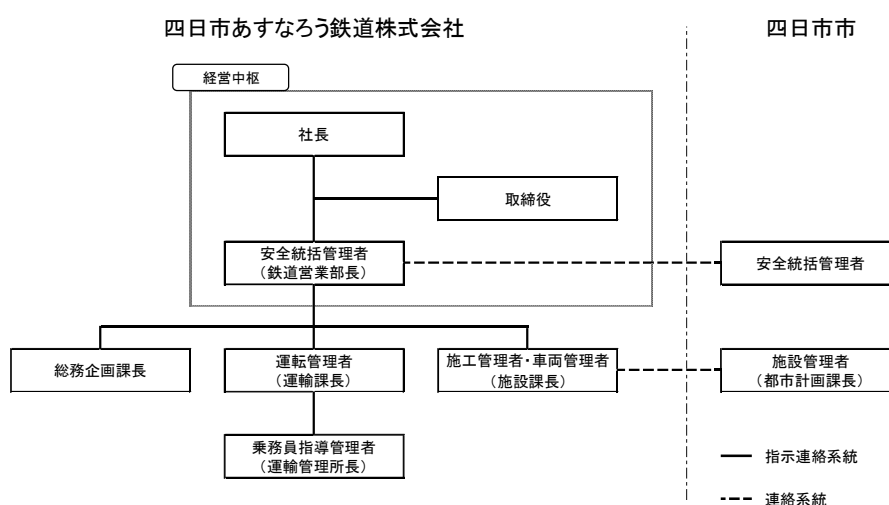 四日市あすなろう鉄道株式会社
四日市市
経営中枢
社長
取締役
安全統括管理者
（鉄道営業部長）
安全統括管理者
総務企画課長
運転管理者
（運輸課長）
施工管理者・車両管理者
（施設課長）
施設管理者
（都市計画課長）
乗務員指導管理者
（運輸管理所長）
指示連絡系統
連絡系統